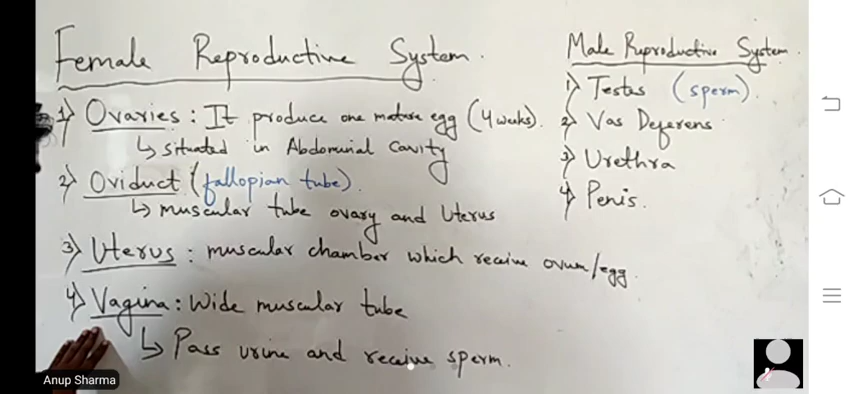 Female Reproductive System.
1) Ovaries : It produce one mature egg (4 weeks).
↳ situated in Abdominal Cavity
2) Oviduct (fallopian tube).
↳ muscular tube ovary and Uterus
3) Uterus : muscular chamber which receive ovum/egg.
4) Vagina : Wide muscular tube
↳ Pass urine and receive sperm.
Male Reproductive System.
1) Testes (sperm).
2) Vas Deferens
3) Urethra
4) Penis.
Anup Sharma